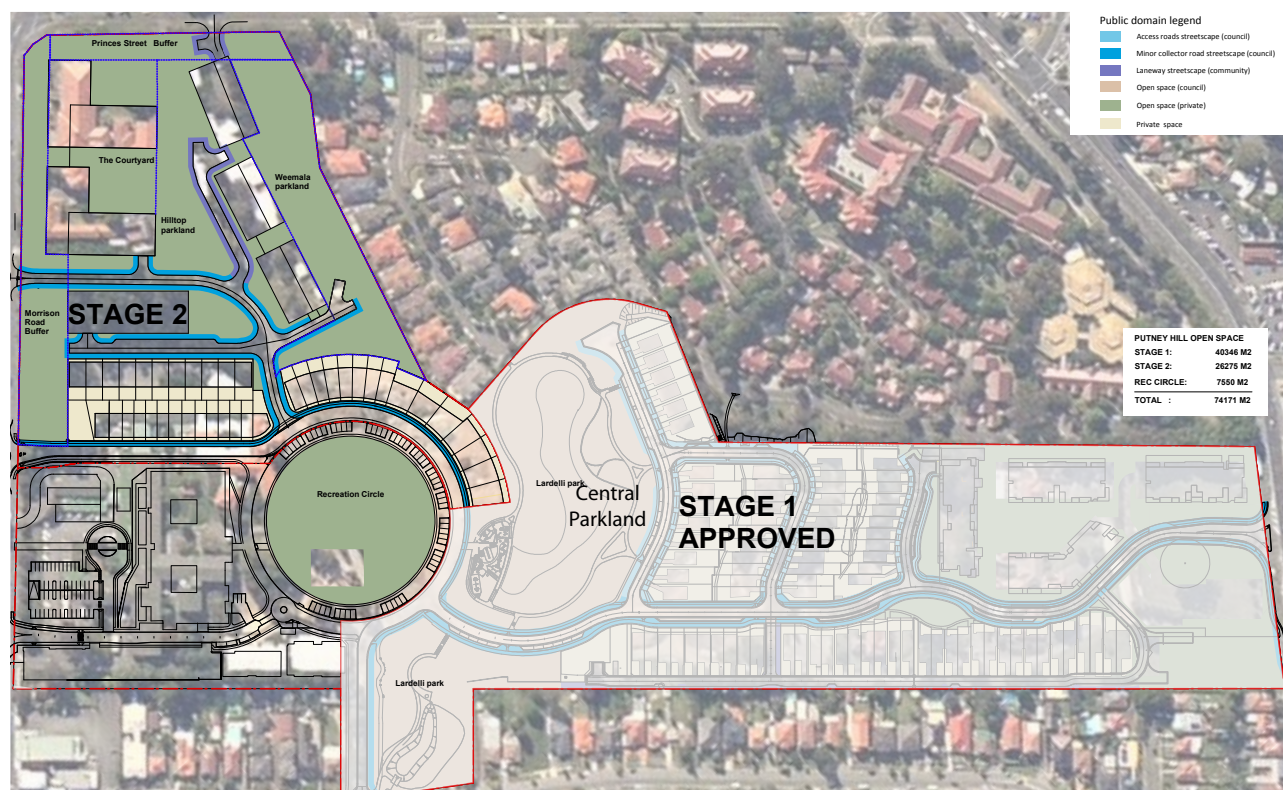 Public domain legend
Access roads streetscape (council)
Minor collector road streetscape (council)
Laneway streetscape (community)
Open space (council)
Open space (private)
Private space
Princes Street Buffer
The Courtyard
Weemala
parkland
Hilltop
parkland
Morrison
Road
Buffer
STAGE 2
PUTNEY HILL OPEN SPACE
STAGE 1: 40346 M2
STAGE 2: 26275 M2
REC CIRCLE: 7550 M2
TOTAL : 74171 M2
Recreation Circle
Lardelli park
Central
Parkland
STAGE 1
APPROVED
Lardelli park